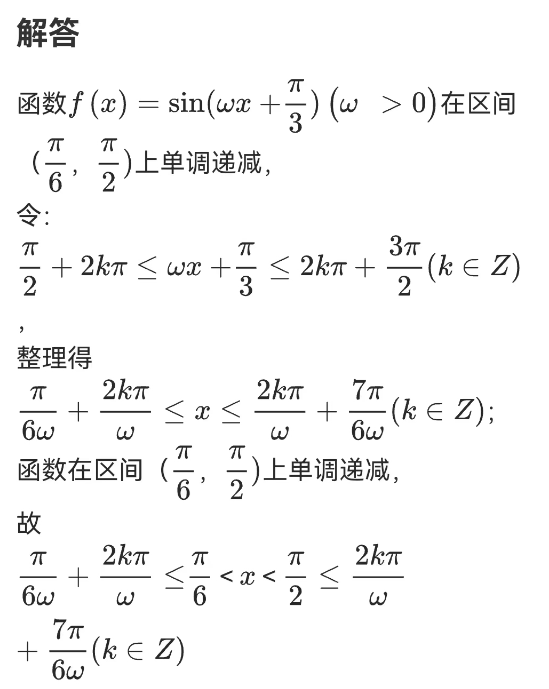 解答
函数$f(x)=\sin(\omega x+\frac{\pi}{3})(\omega\ >0)$在区间
($\frac{\pi}{6}$, $\frac{\pi}{2}$)上单调递减,
令:
$\frac{\pi}{2}+2k\pi\leq\omega x+\frac{\pi}{3}\leq 2k\pi+\frac{3\pi}{2}(k\in Z)$
,
整理得
$\frac{\pi}{6\omega}+\frac{2k\pi}{\omega}\leq x\leq\frac{2k\pi}{\omega}+\frac{7\pi}{6\omega}(k\in Z)$;
函数在区间 ($\frac{\pi}{6}$, $\frac{\pi}{2}$)上单调递减,
故
$\frac{\pi}{6\omega}+\frac{2k\pi}{\omega}\leq\frac{\pi}{6}<x<\frac{\pi}{2}\leq\frac{2k\pi}{\omega}$
$+\frac{7\pi}{6\omega}(k\in Z)$